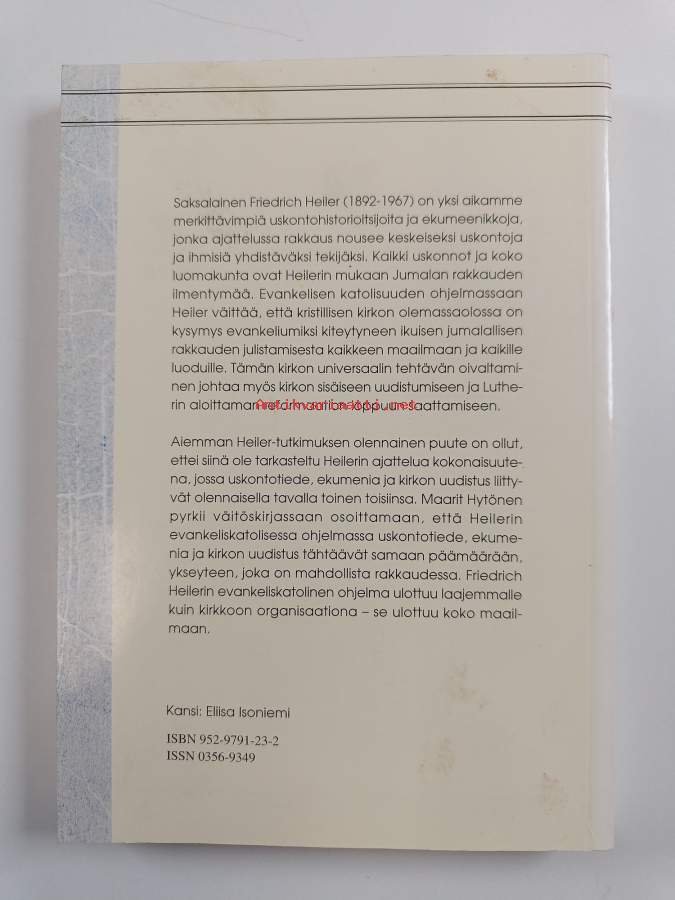 Saksalainen Friedrich Heiler (1892-1967) on yksi aikamme
merkittävimpiä uskontohistorioitsijoita ja ekumeenikkoja,
jonka ajattelussa rakkaus nousee keskeiseksi uskontoja
ja ihmisiä yhdistäväksi tekijäksi. Kaikki uskonnot ja koko
luomakunta ovat Heilerin mukaan Jumalan rakkauden
ilmentymää. Evankelisen katolisuuden ohjelmassaan
Heiler väittää, että kristillisen kirkon olemassaolossa on
kysymys evankeliumiksi kiteytyneen ikuisen jumalallisen
rakkauden julistamisesta kaikkeen maailmaan ja kaikille
luoduille. Tämän kirkon universaalin tehtävän oivaltami-
nen johtaa myös kirkon sisäiseen uudistumiseen ja Luthe-
rin aloittaman reformaation loppuun saattamiseen.
Antikvariaatti.net
Aiemman Heiler-tutkimuksen olennainen puute on ollut,
ettei siinä ole tarkasteltu Heilerin ajattelua kokonaisuute-
na, jossa uskontotiede, ekumenia ja kirkon uudistus liitty-
vät olennaisella tavalla toinen toisiinsa. Maarit Hytönen
pyrkii väitöskirjassaan osoittamaan, että Heilerin
evankeliskatolisessa ohjelmassa uskontotiede, ekume-
nia ja kirkon uudistus tähtäävät samaan päämäärään,
ykseyteen, joka on mahdollista rakkaudessa. Friedrich
Heilerin evankeliskatolinen ohjelma ulottuu laajemmalle
kuin kirkkoon organisaationa – se ulottuu koko maail-
maan.
Kansi: Eliisa Isoniemi
ISBN 952-9791-23-2
ISSN 0356-9349